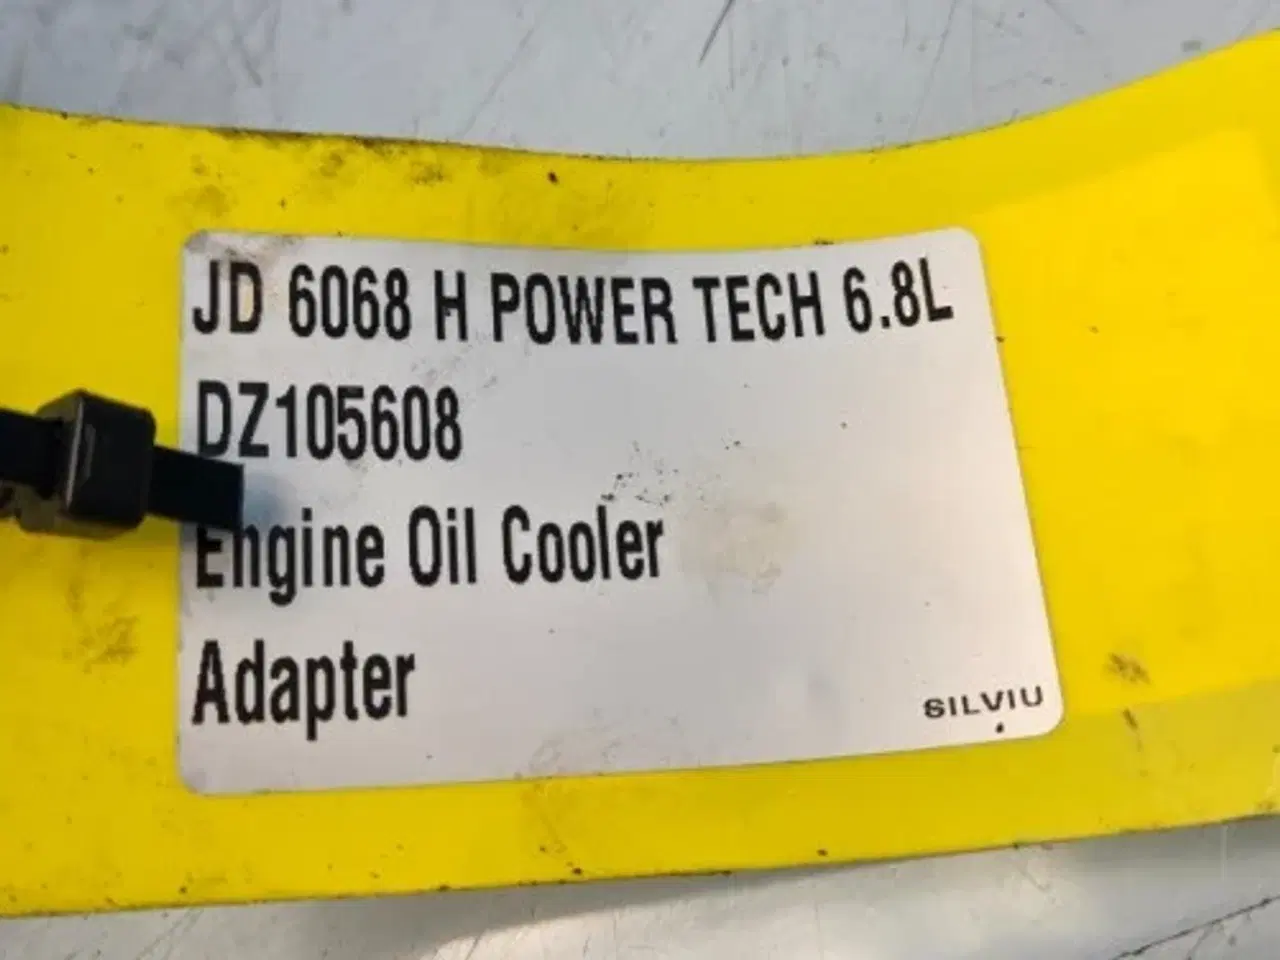 JD 6068 H POWER TECH 6.8L
DZ105608
Engine Oil Cooler
Adapter
SILVIU